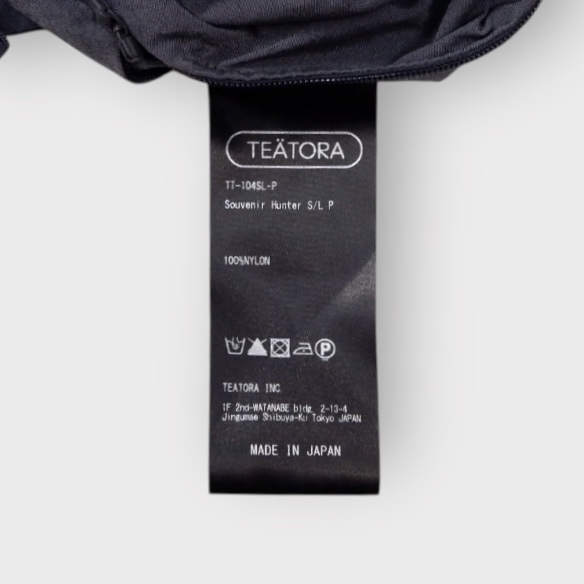 TEÄTORA
TT-104SL-P
Souvenir Hunter S/L P
100%NYLON
P
TEATORA INC.
1F 2nd-WATANABE bldg. 2-13-4
Jingumae Shibuya-Ku Tokyo JAPAN
MADE IN JAPAN